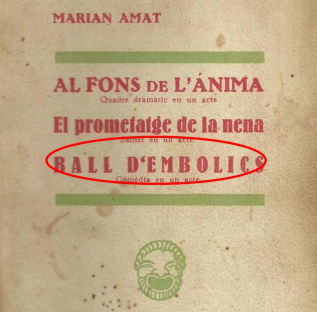 MARIAN AMAT
AL FONS DE L'ÁNIMA
Quadre dramàtic en un acte
El prometatge de la nena
Sainet en un acte
BALL D'EMBOLICS
Comèdia en un acte